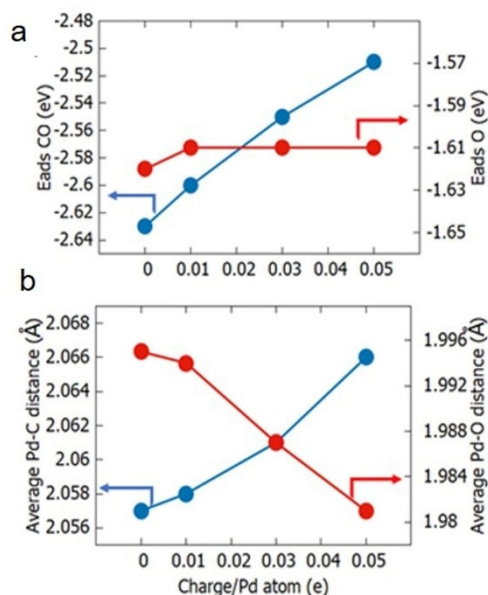 a
-2.48
-2.5
-2.52
-2.54
-2.56
-2.58
-2.6
-2.62
-2.64
Eads CO (eV)
-1.57
-1.59
-1.61
-1.63
-1.65
Eads O (eV)
0 0.01 0.02 0.03 0.04 0.05
b
2.068
2.066
2.064
2.062
2.06
2.058
2.056
Average Pd-C distance (Å)
1.996
1.992
1.988
1.984
1.98
Average Pd-O distance (Å)
0 0.01 0.02 0.03 0.04 0.05
Charge/Pd atom (e)